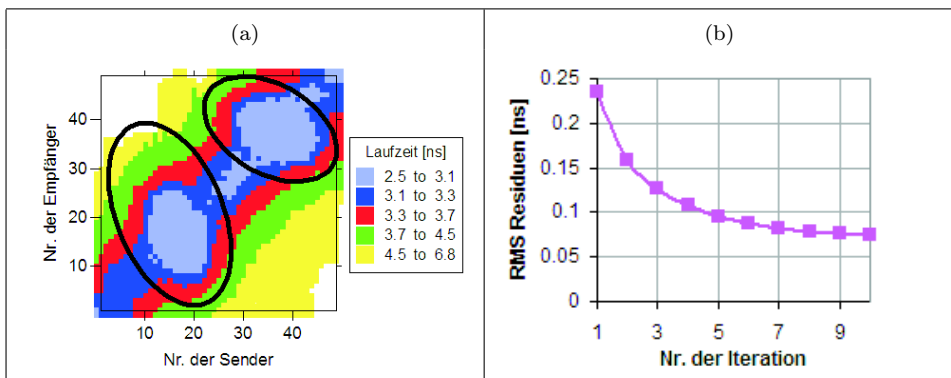 (a)
Nr. der Empfänger
40
30
20
10
10 20 30 40
Nr. der Sender
Laufzeit [ns]
2.5 to 3.1
3.1 to 3.3
3.3 to 3.7
3.7 to 4.5
4.5 to 6.8
(b)
RMS Residuen [ns]
0.25
0.2
0.15
0.1
0.05
0
1 3 5 7 9
Nr. der Iteration